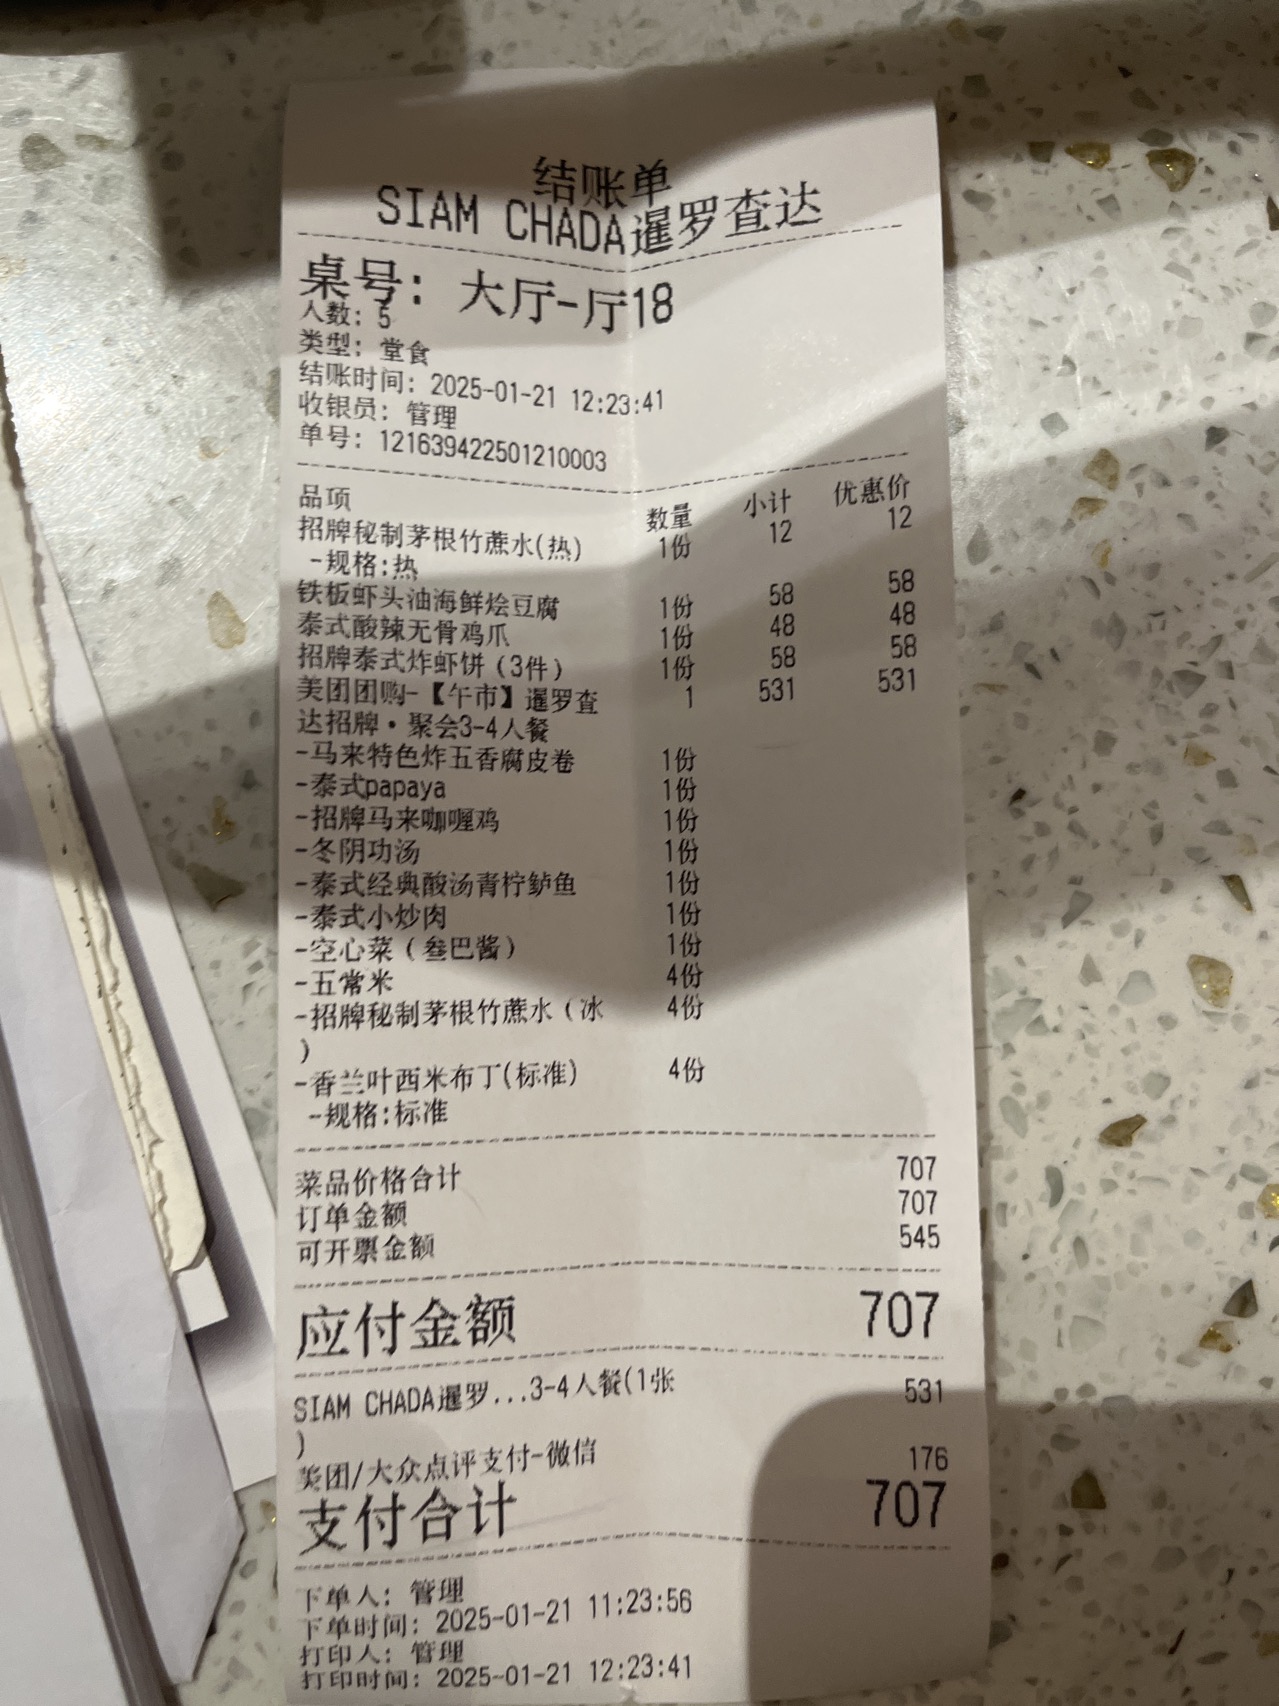 结账单
SIAM CHADA暹罗查达
桌号：大厅-厅18
人数：5
类型：堂食
结账时间：2025-01-21 12:23:41
收银员：管理
单号：121639422501210003
品项 数量 小计 优惠价
招牌秘制茅根竹蔗水(热) 1份 12 12
-规格:热
铁板虾头油海鲜烩豆腐 1份 58 58
泰式酸辣无骨鸡爪 1份 48 48
招牌泰式炸虾饼（3件） 1份 58 58
美团团购-【午市】暹罗查 1 531 531
达招牌·聚会3-4人餐
-马来特色炸五香腐皮卷 1份
-泰式papaya 1份
-招牌马来咖喱鸡 1份
-冬阴功汤 1份
-泰式经典酸汤青柠鲈鱼 1份
-泰式小炒肉 1份
-空心菜（叁巴酱） 1份
-五常米 4份
-招牌秘制茅根竹蔗水（冰 4份
）
-香兰叶西米布丁(标准) 4份
-规格:标准
菜品价格合计 707
订单金额 707
可开票金额 545
应付金额 707
SIAM CHADA暹罗...3-4人餐(1张 531
)
美团/大众点评支付-微信 176
支付合计 707
下单人：管理
下单时间：2025-01-21 11:23:56
打印人：管理
打印时间：2025-01-21 12:23:41